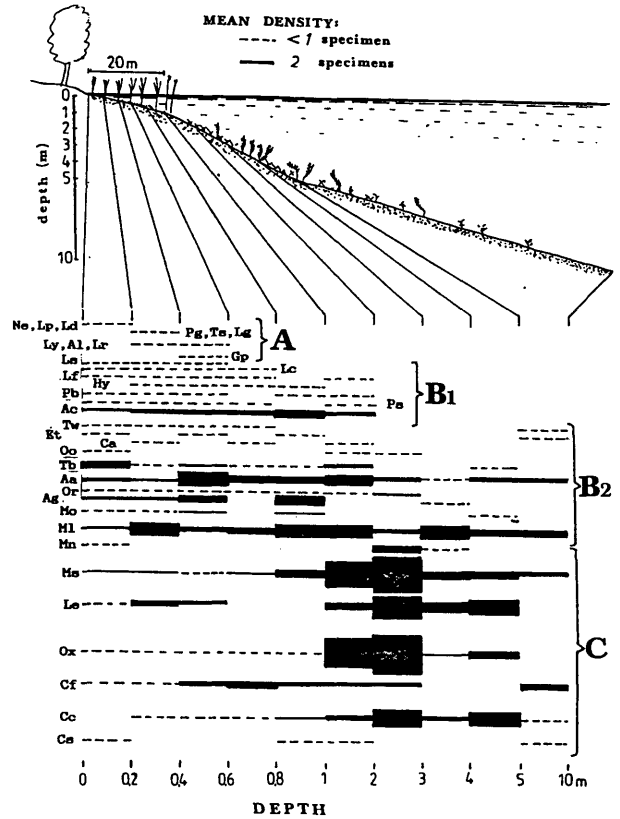 MEAN DENSITY:
<1 specimen
2 specimens
20m
0
1
2
3
4
5
10
depth (m)
Ne,Lp,Ld
Pg,Ts,Lg
A
Ly,Al,Lr
Gp
Ls
Lc
Lf
Hy
B1
Pb
Ps
Ac
Tw
Et
Ca
Oo
Tb
Aa
Or
Ag
B2
Mo
Ml
Mn
Ms
Le
Ox
C
Cf
Cc
Cs
0 0,2 0,4 0,6 0,8 1 2 3 4 5 10m
DEPTH